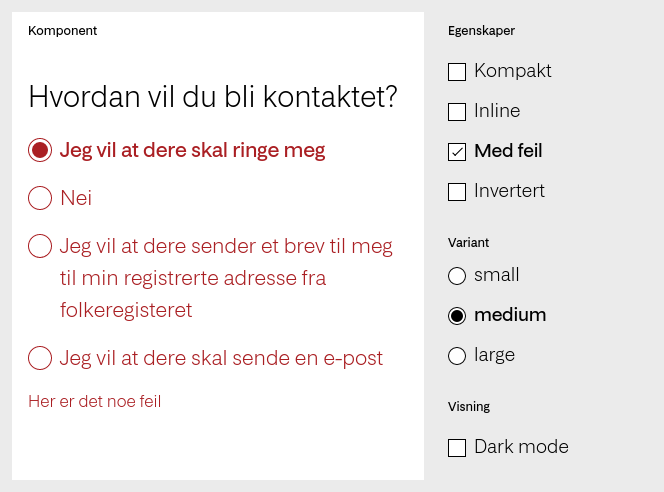 Komponent
Hvordan vil du bli kontaktet?
Jeg vil at dere skal ringe meg
Nei
Jeg vil at dere sender et brev til meg
til min registrerte adresse fra
folkeregisteret
Jeg vil at dere skal sende en e-post
Her er det noe feil
Egenskaper
Kompakt
Inline
Med feil
Invertert
Variant
small
medium
large
Visning
Dark mode